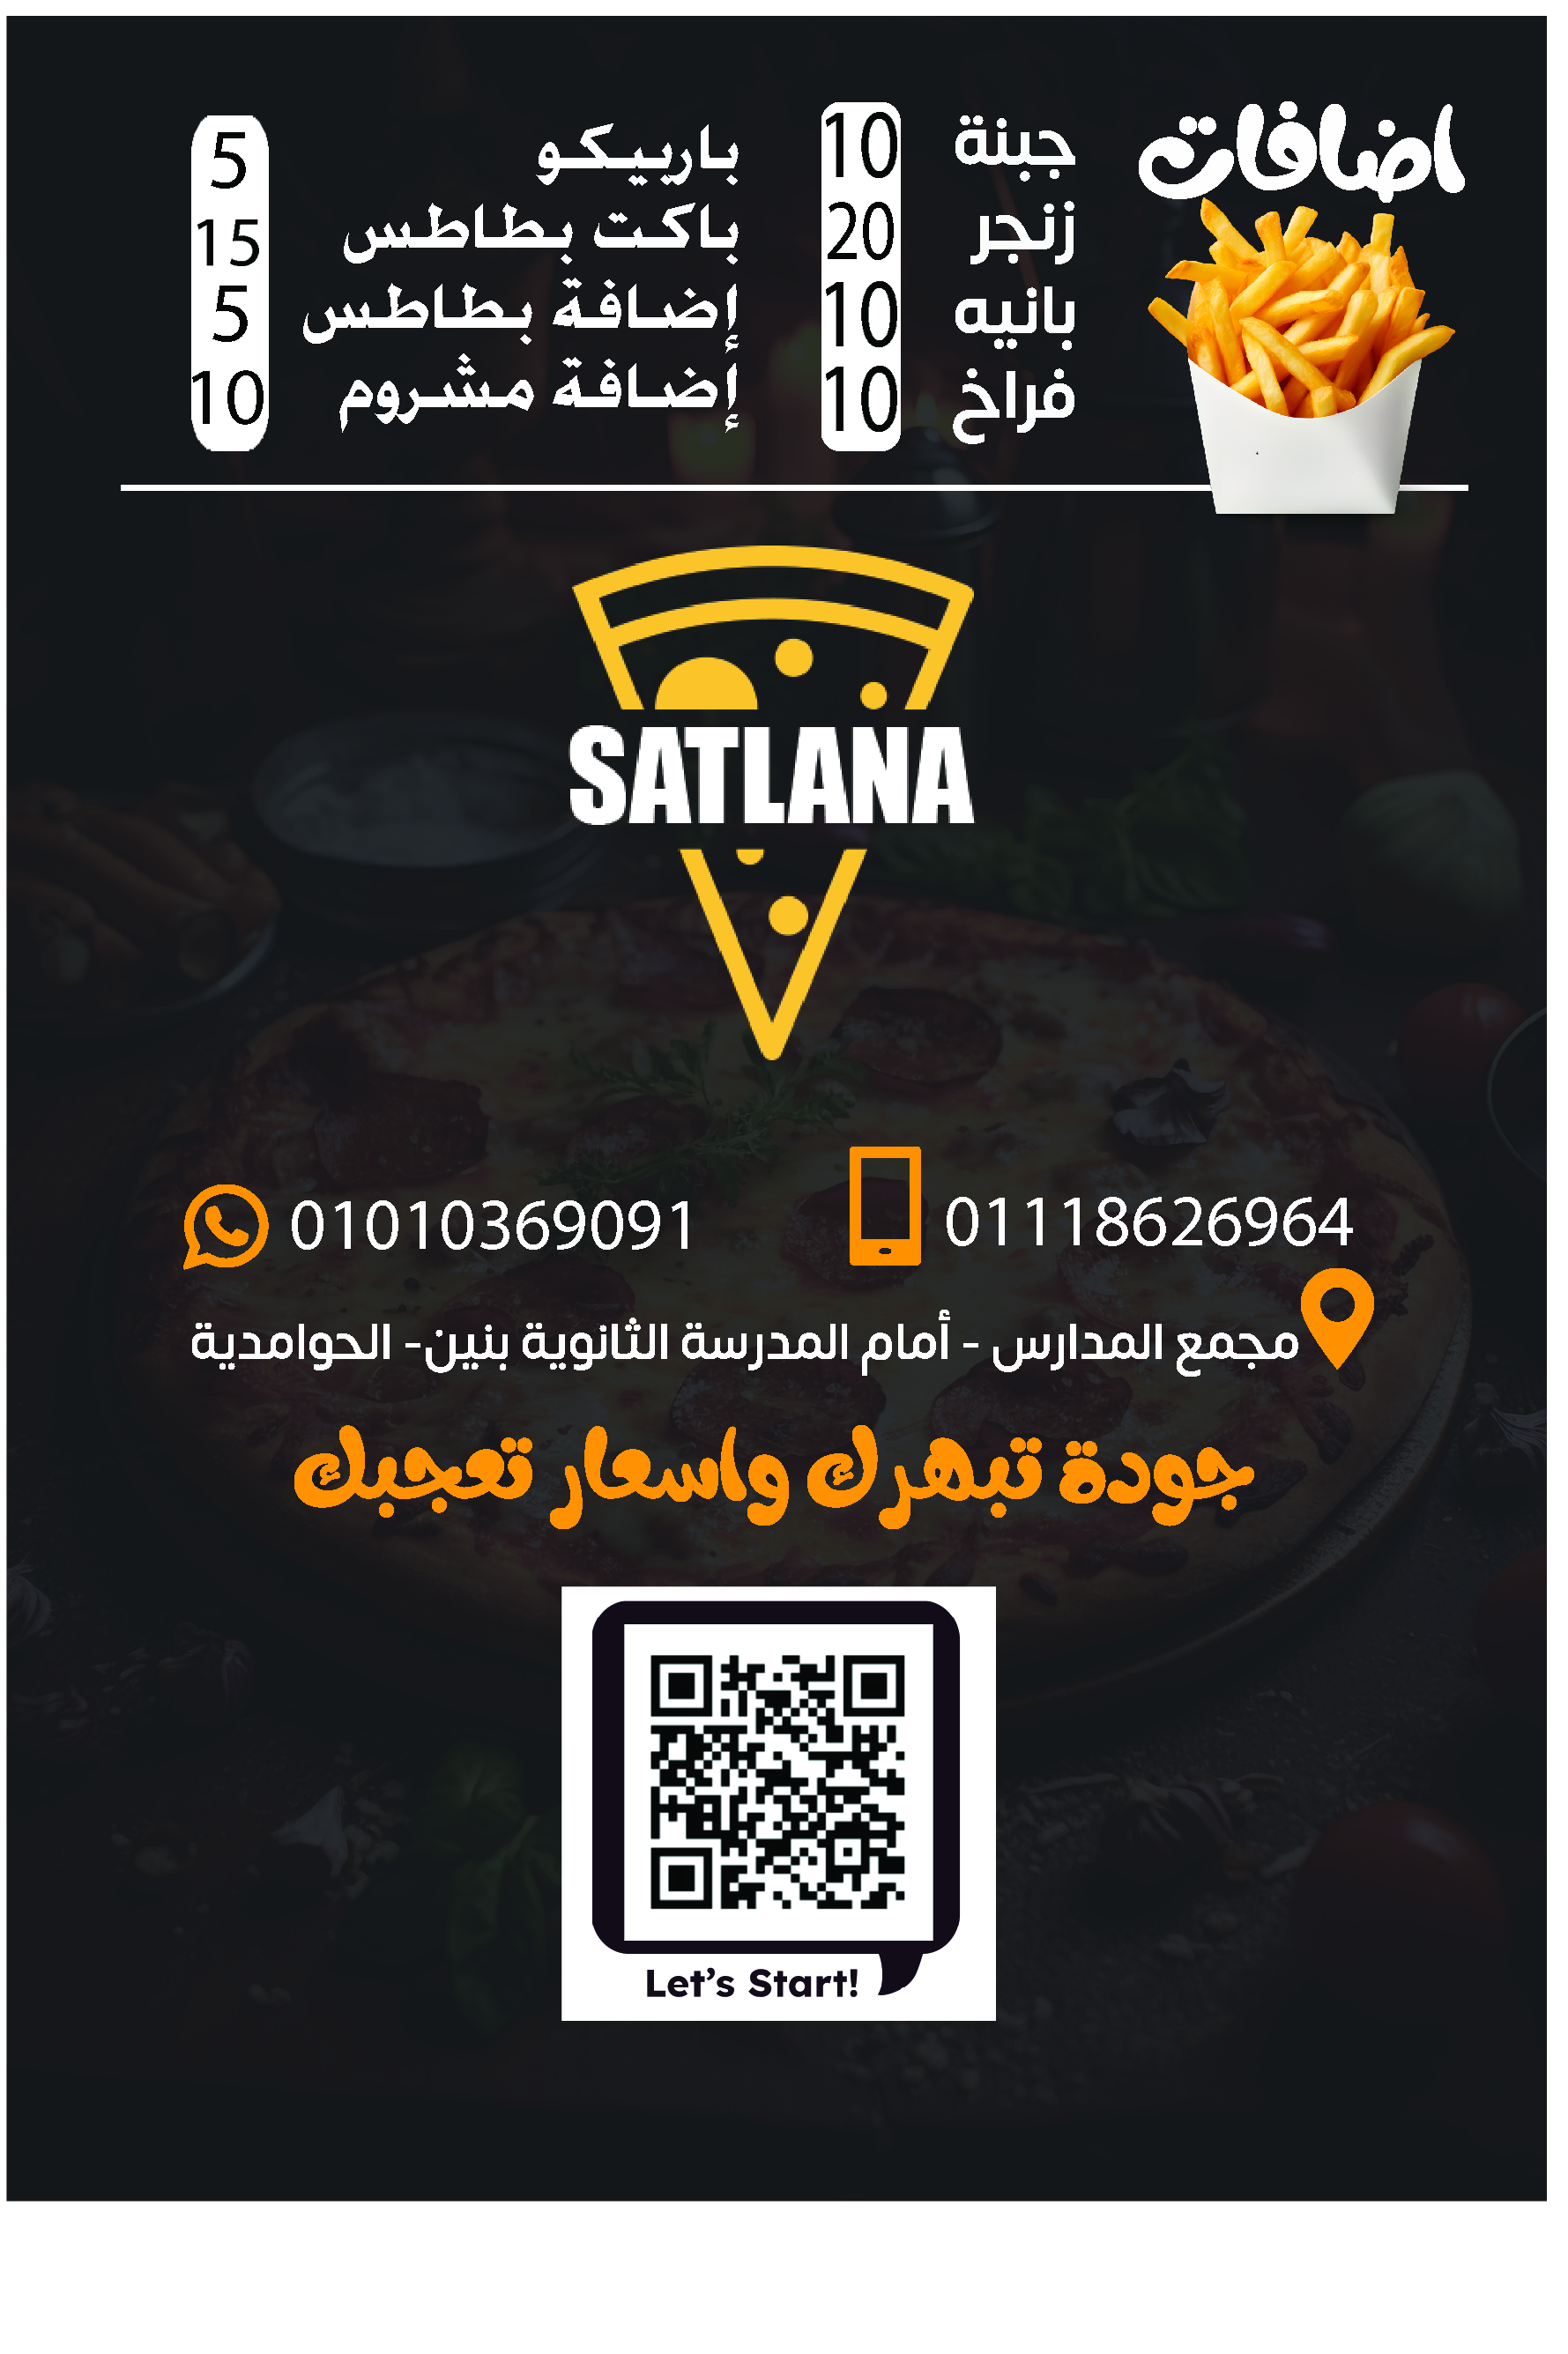 اضافات
جبنة 10
زنجر 20
بانيه 10
فراخ 10
باربيكو 5
باكت بطاطس 15
إضافة بطاطس 5
إضافة مشروم 10
SATLANA
01118626964
01010369091
مجمع المدارس - أمام المدرسة الثانوية بنين- الحوامدية
جودة تبهرك واسعار تعجبك
Let's Start!